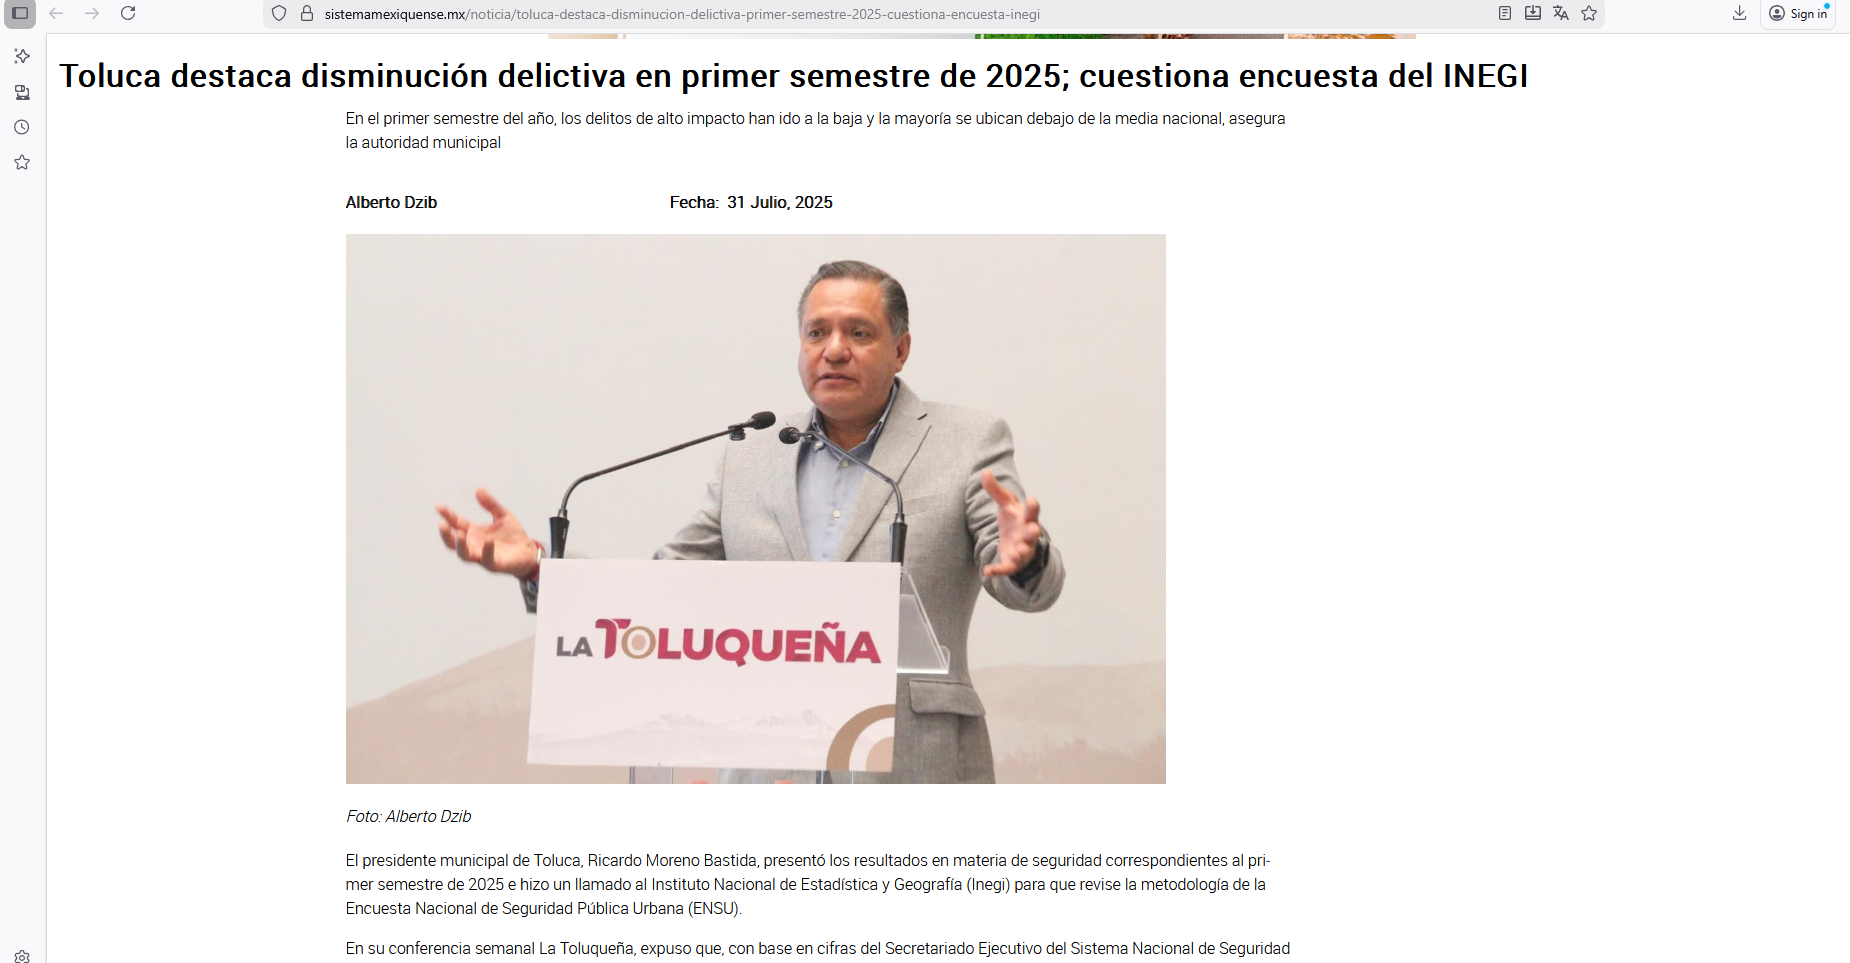 sistemamexiquense.mx/noticia/toluca-destaca-disminucion-delictiva-primer-semestre-2025-cuestiona-encuesta-inegi
Sign in
Toluca destaca disminución delictiva en primer semestre de 2025; cuestiona encuesta del INEGI
En el primer semestre del año, los delitos de alto impacto han ido a la baja y la mayoría se ubican debajo de la media nacional, asegura
la autoridad municipal
Alberto Dzib
Fecha: 31 Julio, 2025
LA TOLUQUEÑA
Foto: Alberto Dzib
El presidente municipal de Toluca, Ricardo Moreno Bastida, presentó los resultados en materia de seguridad correspondientes al pri-
mer semestre de 2025 e hizo un llamado al Instituto Nacional de Estadística y Geografía (Inegi) para que revise la metodología de la
Encuesta Nacional de Seguridad Pública Urbana (ENSU).
En su conferencia semanal La Toluqueña, expuso que, con base en cifras del Secretariado Ejecutivo del Sistema Nacional de Seguridad